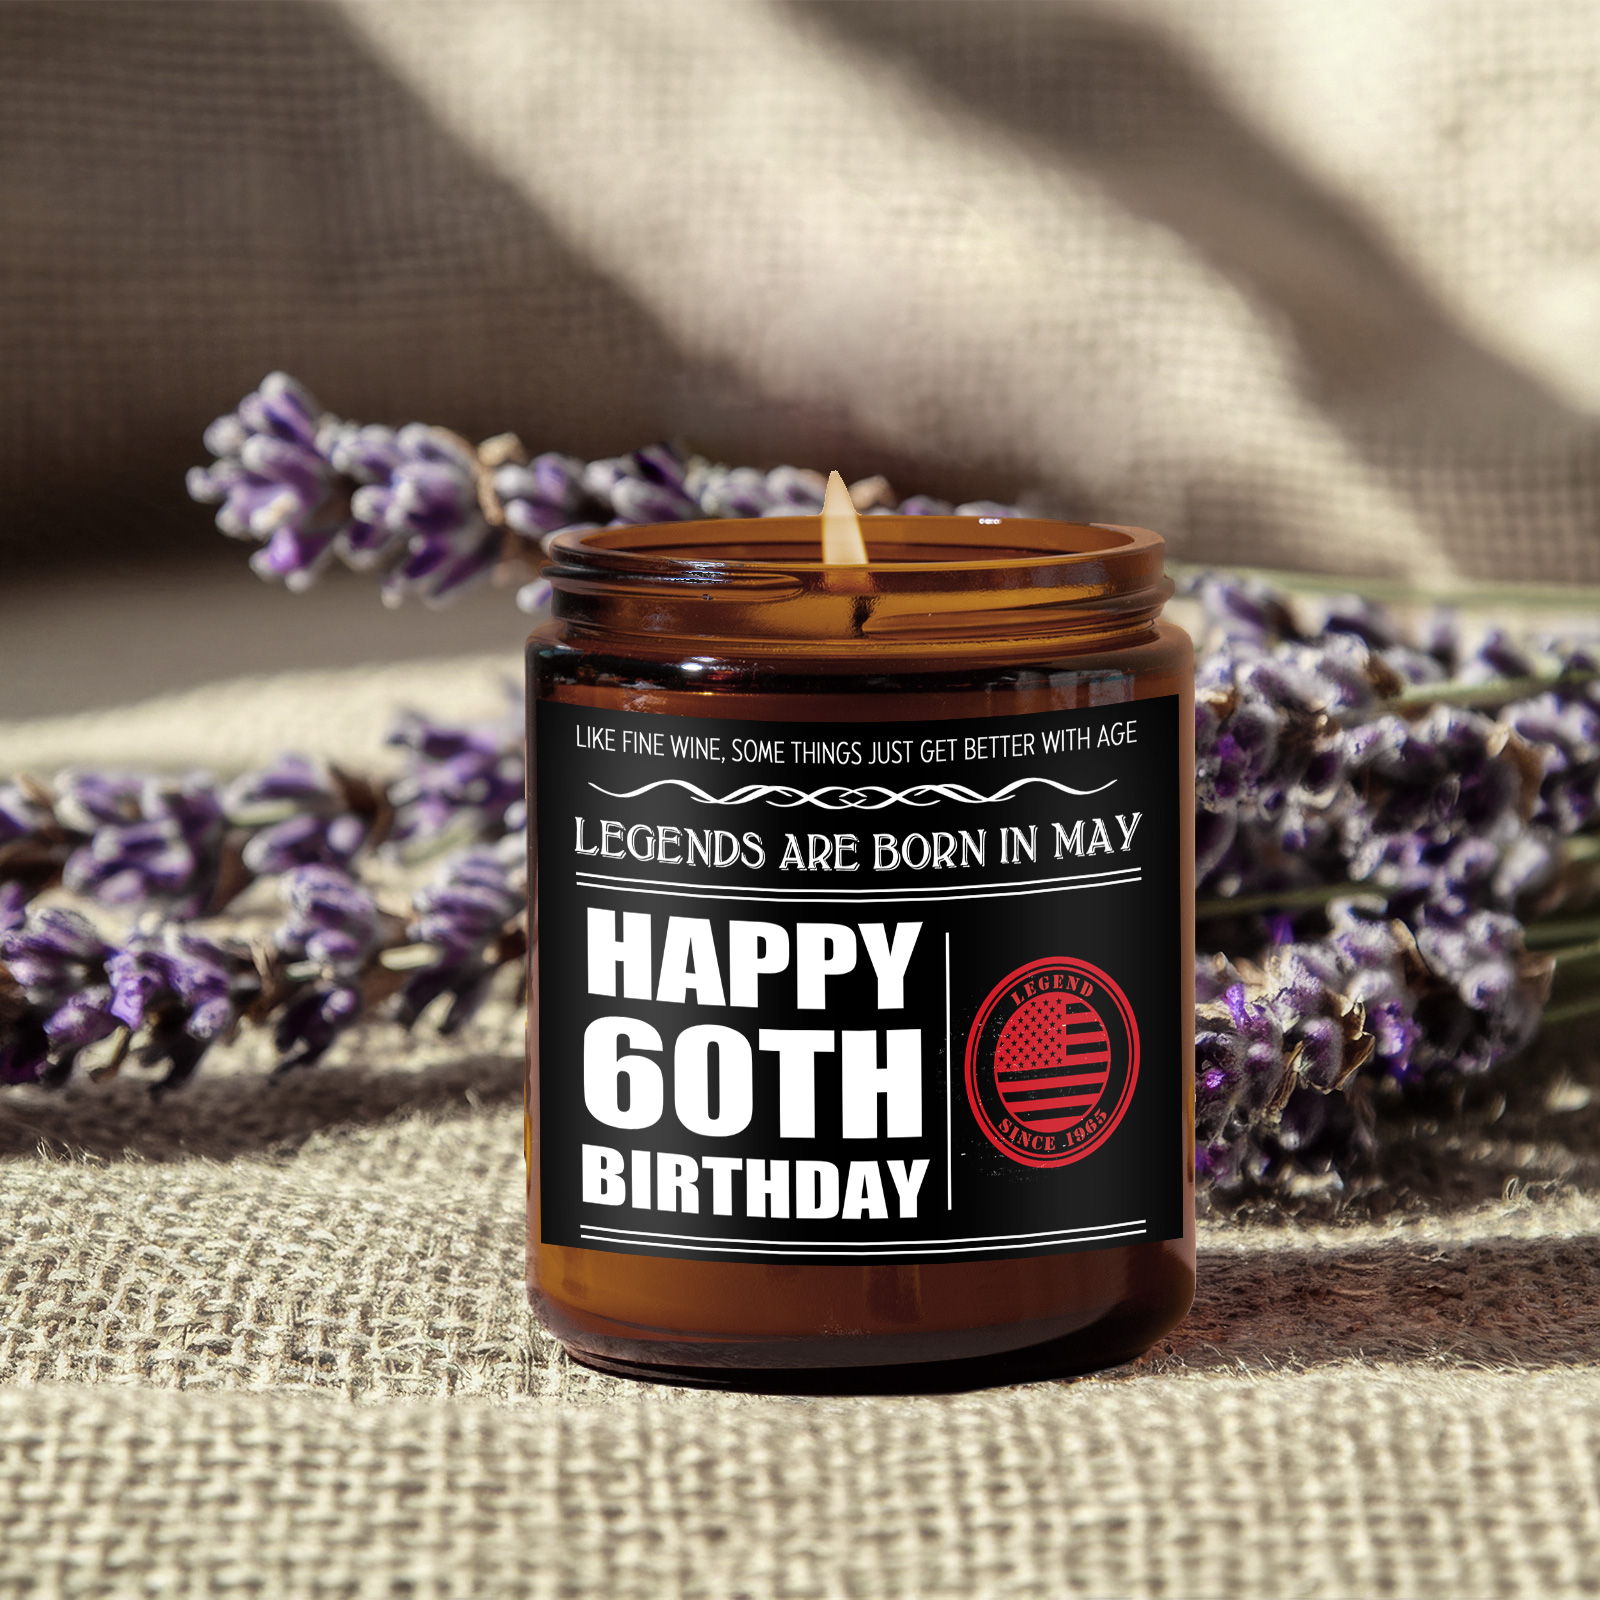 LIKE FINE WINE, SOME THINGS JUST GET BETTER WITH AGE
LEGENDS ARE BORN IN MAY
HAPPY
60TH
BIRTHDAY
LEGEND
SINCE 1965